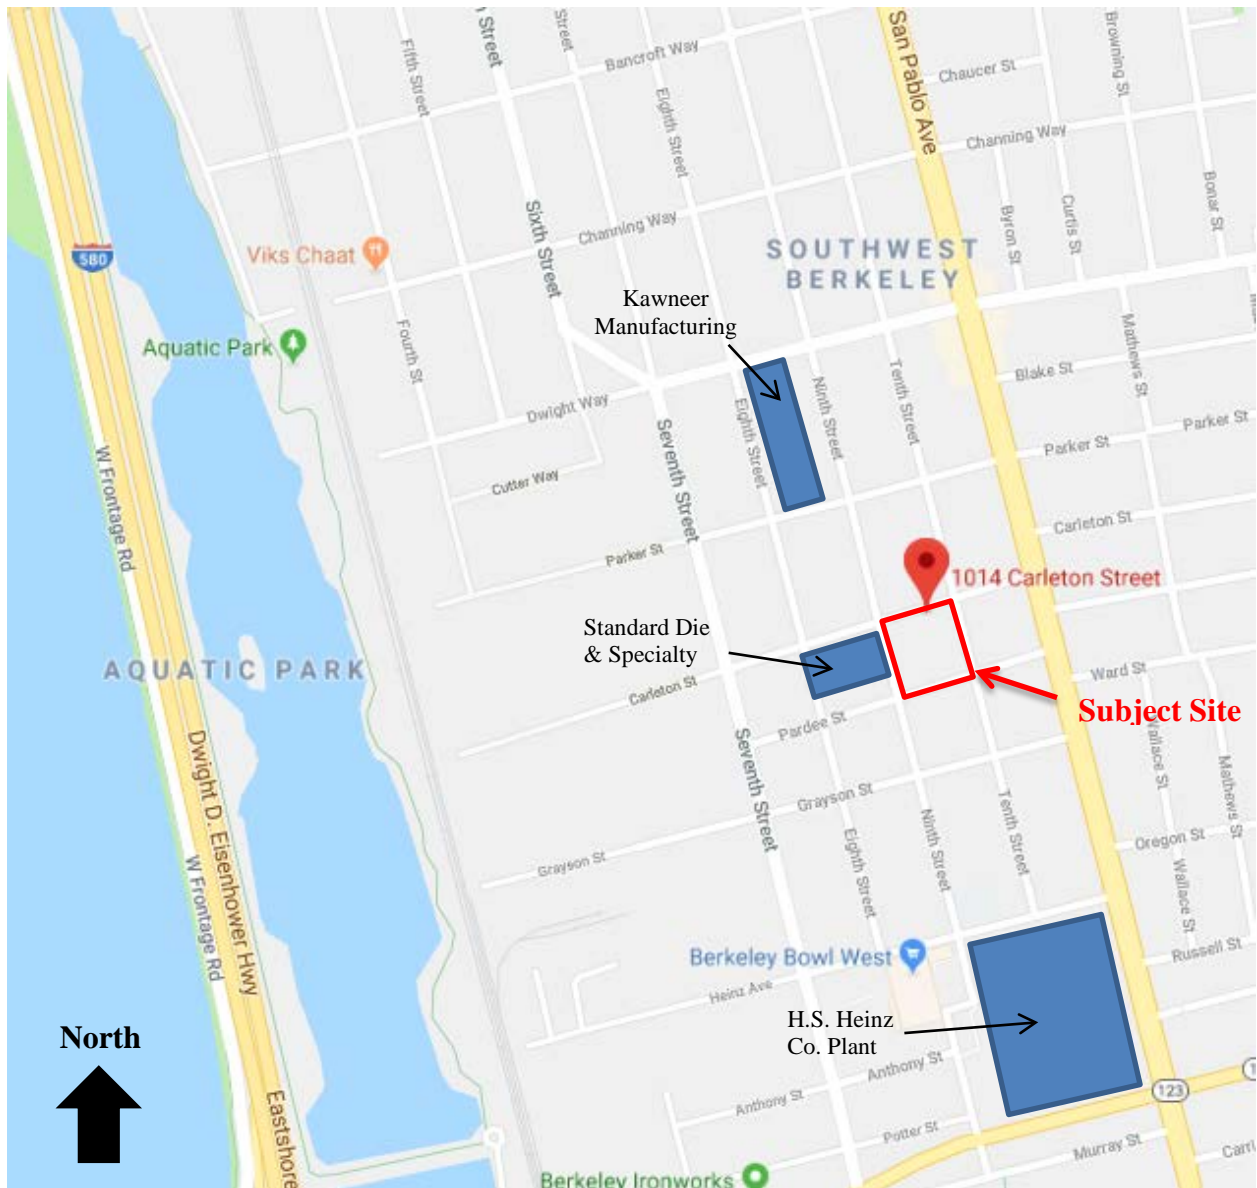 Bancroft Way
Street
Street
Fifth Street
Eighth Street
San Pablo Ave
Chaucer St
Browning St
Channing Way
Channing Way
Sixth Street
Byron St
Curtis St
Bonar St
580
Viks Chaat
SOUTHWEST
BERKELEY
Kawneer
Manufacturing
Aquatic Park
Fourth St
Mathews St
Blake St
Dwight Way
Ninth Street
Tenth Street
Eighth Street
Seventh Street
Parker St
Parker St
Cutter Way
W Frontage Rd
Carleton St
Parker St
1014 Carleton Street
Standard Die
& Specialty
AQUATIC PARK
Carleton St
Ward St
Subject Site
Pardee St
Wallace St
Mathews St
Seventh Street
Dwight D. Eisenhower Hwy
Grayson St
Tenth Street
Oregon St
Grayson St
Eighth Street
Ninth Street
Wallace St
W Frontage Rd
Berkeley Bowl West
Russell St
Heinz Ave
H.S. Heinz
Co. Plant
North
Anthony St
Anthony St
123
Eastshore
Potter St
Murray St
Berkeley Ironworks